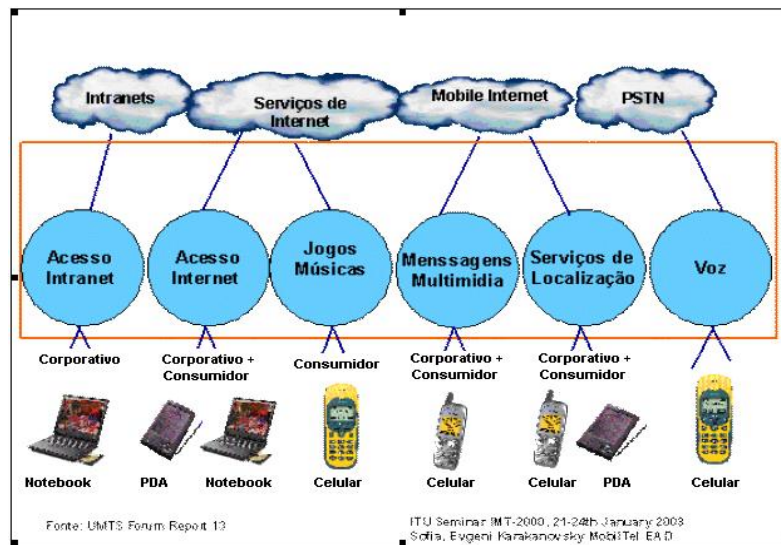 Intranets
Serviços de
Internet
Mobile Internet
PSTN
Acesso
Intranet
Acesso
Internet
Jogos
Músicas
Menssagens
Multimidia
Serviços de
Localização
Voz
Corporativo
Corporativo +
Consumidor
Consumidor
Corporativo +
Consumidor
Corporativo +
Consumidor
Notebook
PDA
Notebook
Celular
Celular
Celular
PDA
Celular
Fonte: UMTS Forum Report 13
ITU Seminar IMT-2000, 21-24th January 2003
Sofia, Evgeni Karakanovsky MobilTel EAD